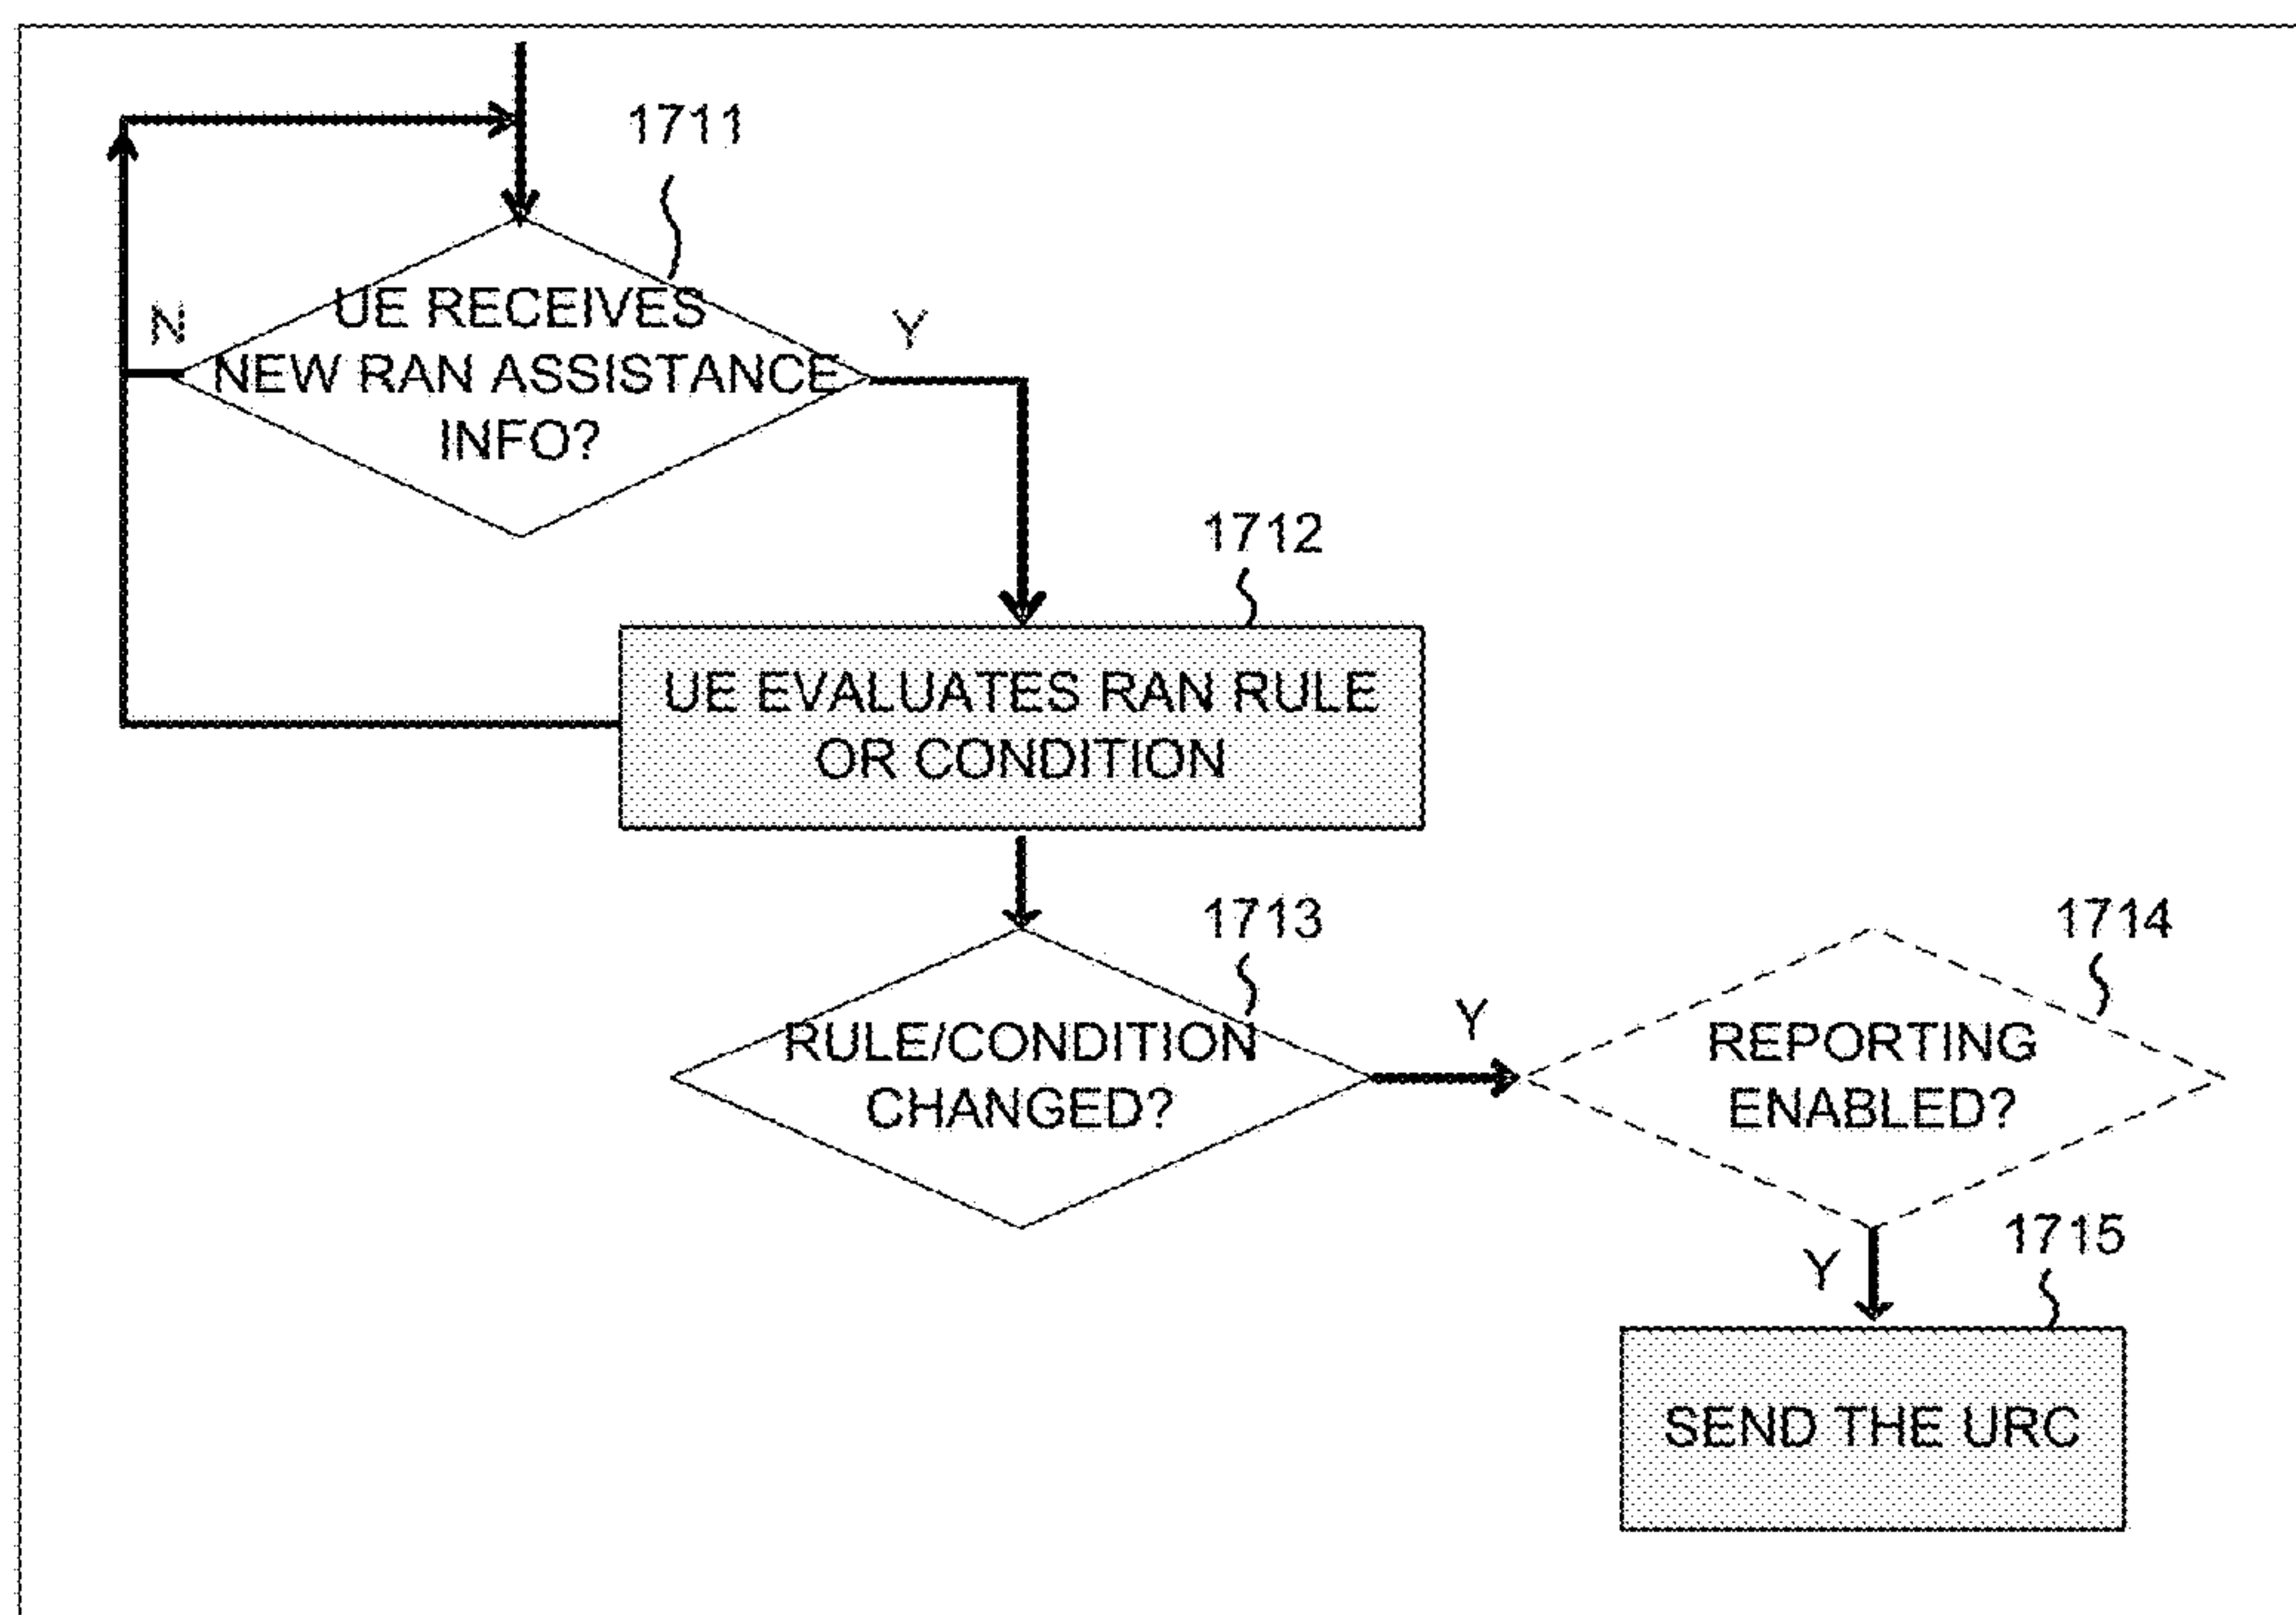 1711
N
UE RECEIVES
Y
NEW RAN ASSISTANCE
INFO?
1712
UE EVALUATES RAN RULE
OR CONDITION
1713
1714
RULE/CONDITION
CHANGED?
Y
REPORTING
ENABLED?
1715
Y
SEND THE URC